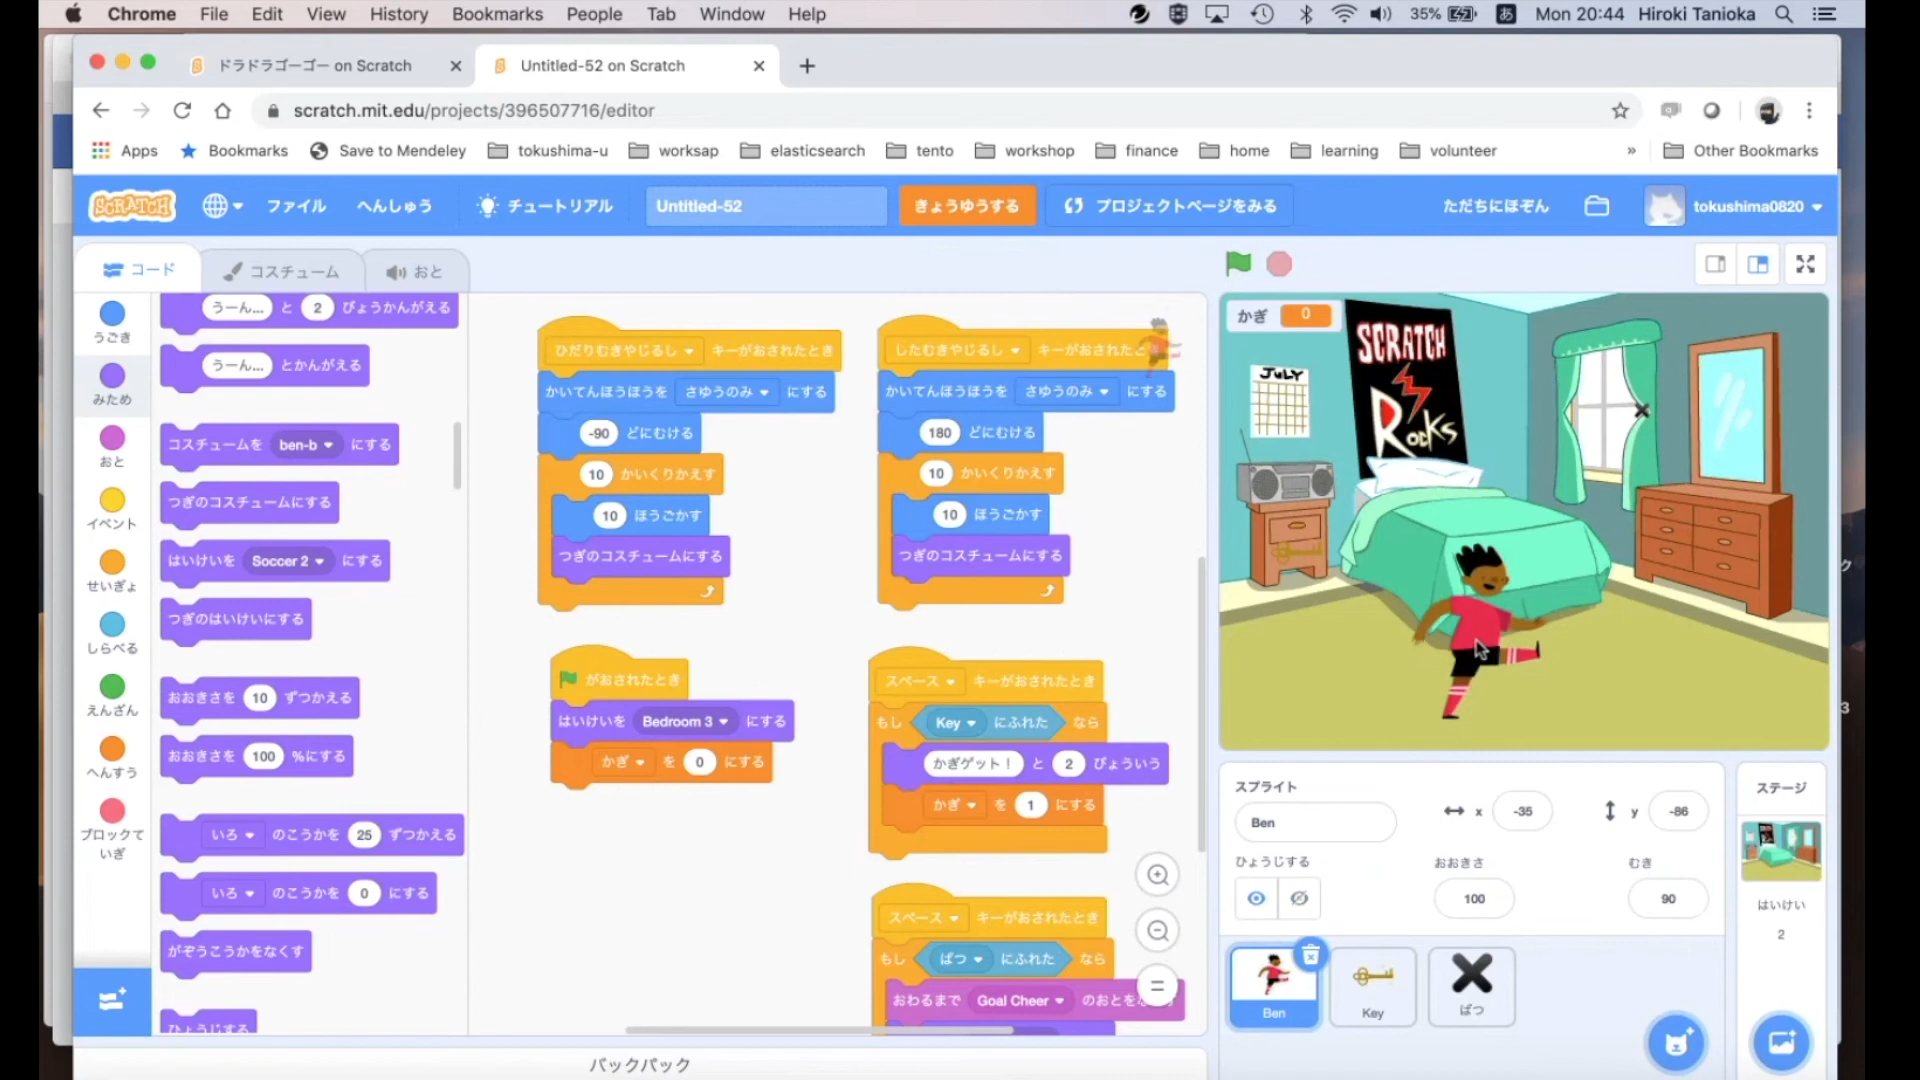 Chrome File Edit View History Bookmarks People Tab Window Help
35% あ Mon 20:44 Hiroki Tanioka
ドラドラゴーゴー on Scratch
Untitled-52 on Scratch
scratch.mit.edu/projects/396507716/editor
Apps Bookmarks Save to Mendeley tokushima-u worksap elasticsearch tento workshop finance home learning volunteer » Other Bookmarks
SCRATCH ファイル へんしゅう チュートリアル Untitled-52 きょうゆうする プロジェクトページをみる ただちにほぞん tokushima0820
コード コスチューム おと
うごき
みため
おと
イベント
せいぎょ
しらべる
えんざん
へんすう
ブロックて
いぎ
うーん... と 2 びょうかんがえる
うーん... とかんがえる
コスチュームを ben-b にする
つぎのコスチュームにする
はいけいを Soccer 2 にする
つぎのはいけいにする
おおきさを 10 ずつかえる
おおきさを 100 %にする
いろ のこうかを 25 ずつかえる
いろ のこうかを 0 にする
がぞうこうかをなくす
ひょうじする
ひだりむきやじるし キーがおされたとき
かいてんほうほうを さゆうのみ にする
-90 どにむける
10 かいくりかえす
10 ほうごかす
つぎのコスチュームにする
したむきやじるし キーがおされたとき
かいてんほうほうを さゆうのみ にする
180 どにむける
10 かいくりかえす
10 ほうごかす
つぎのコスチュームにする
がおされたとき
はいけいを Bedroom 3 にする
かぎ を 0 にする
スペース キーがおされたとき
もし Key にふれた なら
かぎゲット！ と 2 びょういう
かぎ を 1 にする
スペース キーがおされたとき
もし ばつ にふれた なら
おわるまで Goal Cheer のおとを
バックパック
かぎ 0
JULY
SCRATCH
Rocks
スプライト
Ben
x -35 y -86
ひょうじする
おおきさ
100
むき
90
Ben
Key
ばつ
ステージ
はいけい
2